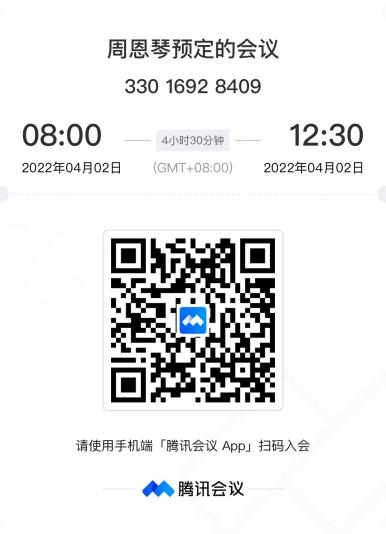 周恩琴预定的会议
330 1692 8409
08:00 4小时30分钟 12:30
2022年04月02日 (GMT+08:00) 2022年04月02日
请使用手机端「腾讯会议 App」扫码入会
腾讯会议